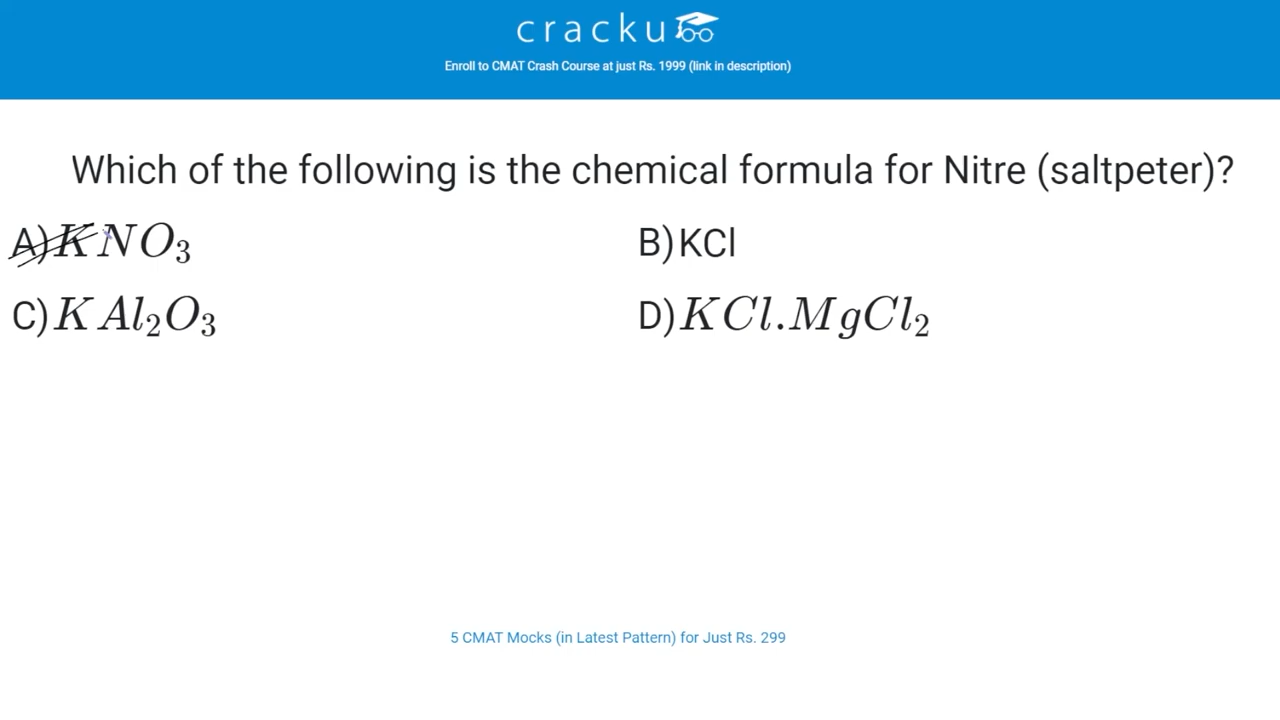 cracku
Enroll to CMAT Crash Course at just Rs. 1999 (link in description)
Which of the following is the chemical formula for Nitre (saltpeter)?
A) KNO₃
B) KCl
C) KAl₂O₃
D) KCl.MgCl₂
5 CMAT Mocks (in Latest Pattern) for Just Rs. 299